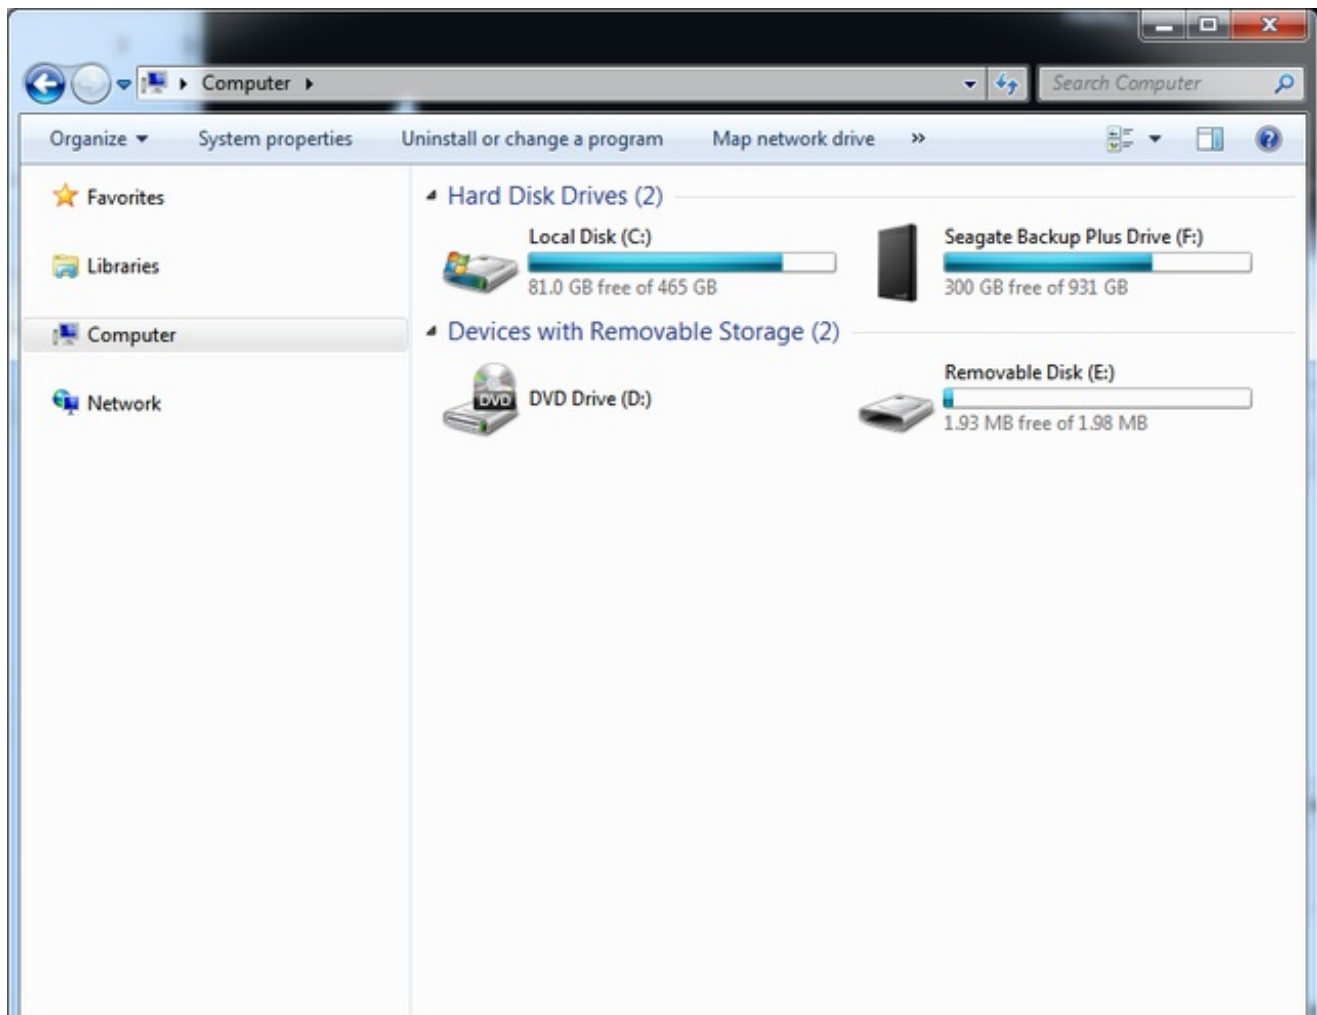 Computer
Search Computer
Organize
System properties
Uninstall or change a program
Map network drive
»
Favorites
Libraries
Computer
Network
Hard Disk Drives (2)
Local Disk (C:)
81.0 GB free of 465 GB
Seagate Backup Plus Drive (F:)
300 GB free of 931 GB
Devices with Removable Storage (2)
DVD
DVD Drive (D:)
Removable Disk (E:)
1.93 MB free of 1.98 MB